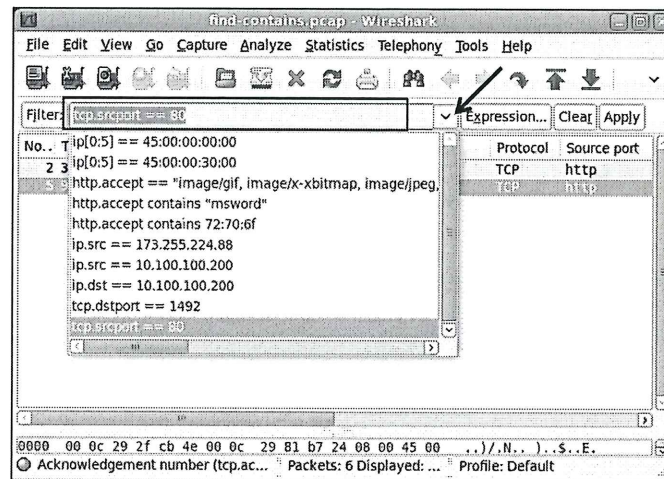 find-contains.pcap - Wireshark
File Edit View Go Capture Analyze Statistics Telephony Tools Help
Filter: tcp.srcport == 80 Expression... Clear Apply
No.. T Protocol Source port
2 3 TCP http
5 TCP http
ip[0:5] == 45:00:00:00:00
ip[0:5] == 45:00:00:30:00
http.accept == "image/gif, image/x-xbitmap, image/jpeg,
http.accept contains "msword"
http.accept contains 72:70:6f
ip.src == 173.255.224.88
ip.src == 10.100.100.200
ip.dst == 10.100.100.200
tcp.dstport == 1492
tcp.srcport == 80
0000 00 0c 29 2f cb 4e 00 0c 29 81 b7 24 08 00 45 00 ..)/.N.. )..$..E.
Acknowledgement number (tcp.ac... Packets: 6 Displayed: ... Profile: Default